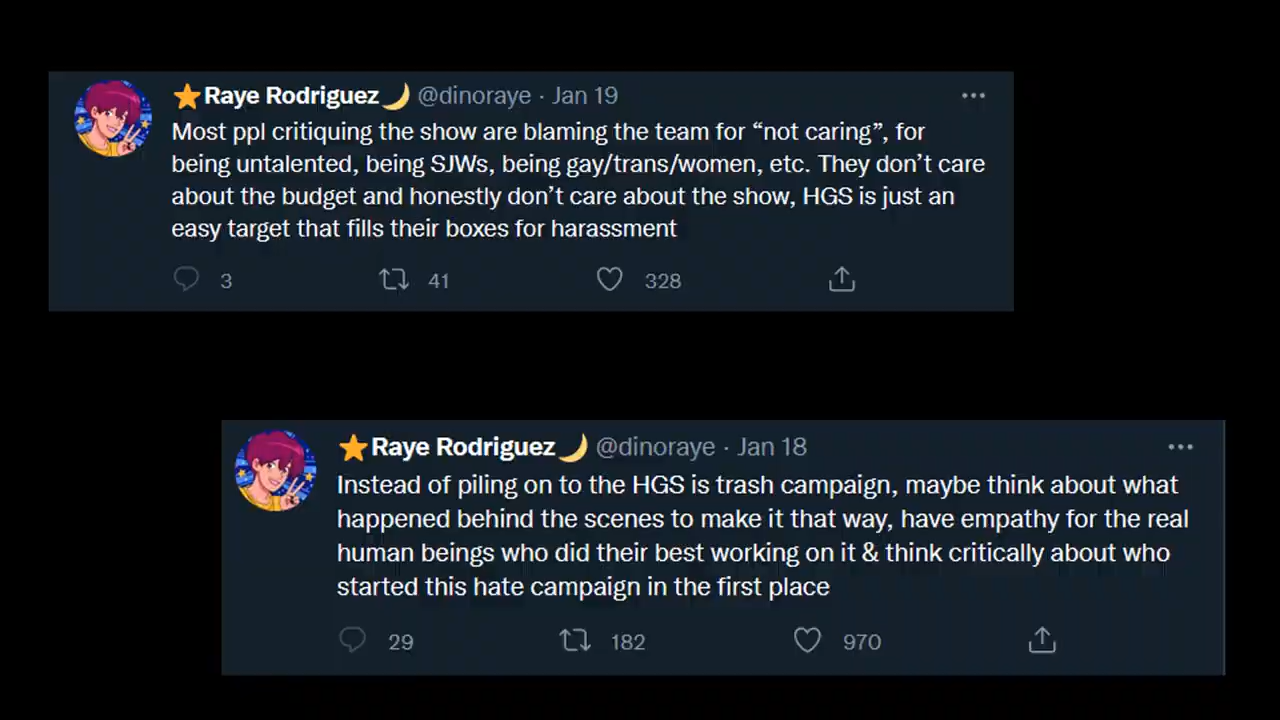 ⭐Raye Rodriguez🌙 @dinoraye · Jan 19
Most ppl critiquing the show are blaming the team for “not caring”, for
being untalented, being SJWs, being gay/trans/women, etc. They don’t care
about the budget and honestly don’t care about the show, HGS is just an
easy target that fills their boxes for harassment
3 41 328
⭐Raye Rodriguez🌙 @dinoraye · Jan 18
Instead of piling on to the HGS is trash campaign, maybe think about what
happened behind the scenes to make it that way, have empathy for the real
human beings who did their best working on it & think critically about who
started this hate campaign in the first place
29 182 970